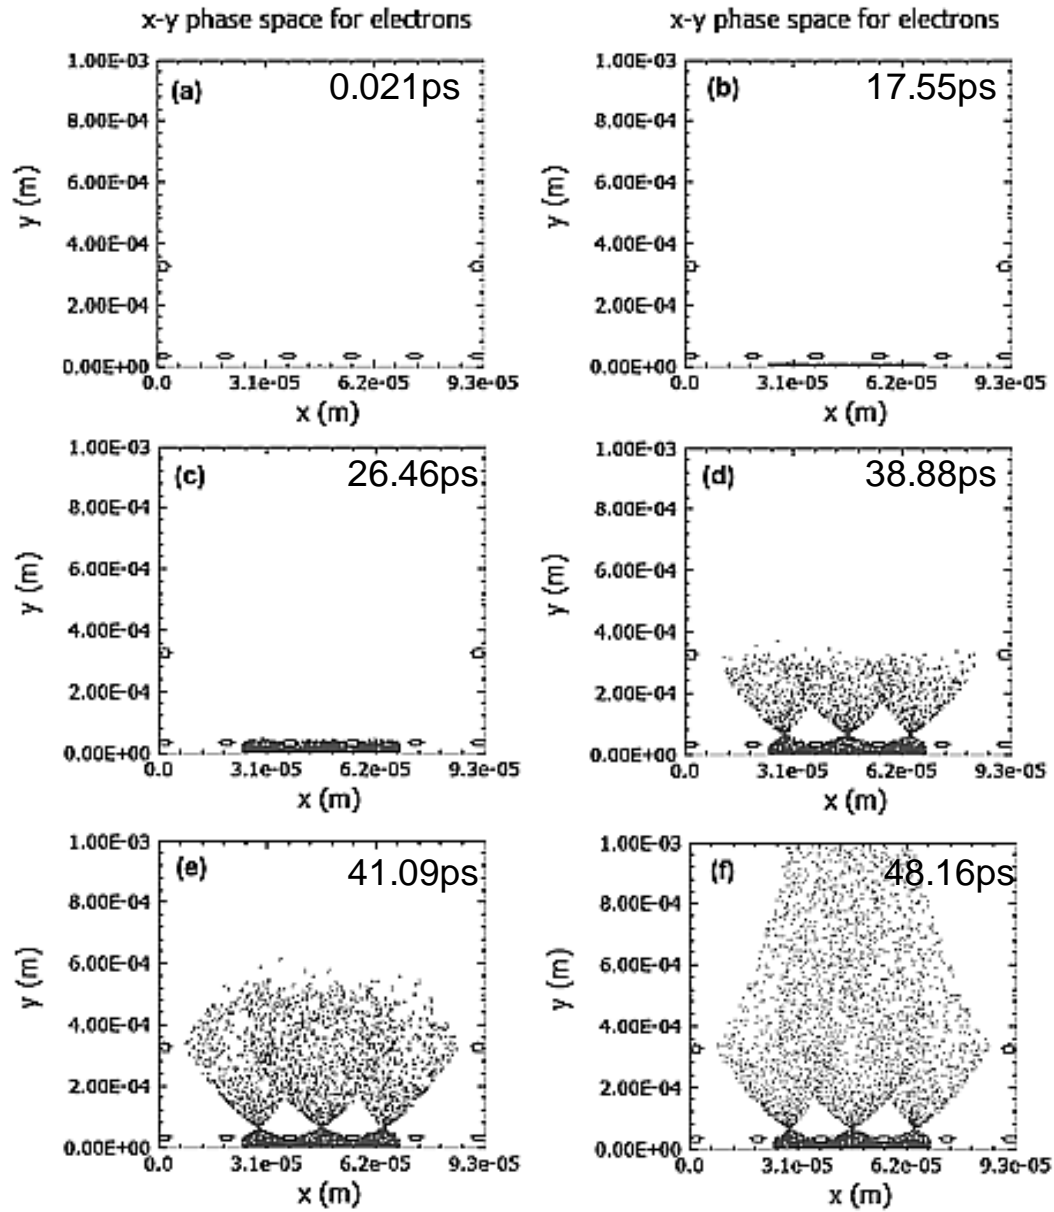 x-y phase space for electrons
x-y phase space for electrons
(a)
0.021ps
1.00E-03
8.00E-04
6.00E-04
4.00E-04
2.00E-04
0.00E+00
y (m)
0.0 3.1e-05 6.2e-05 9.3e-05
x (m)
(b)
17.55ps
1.00E-03
8.00E-04
6.00E-04
4.00E-04
2.00E-04
0.00E+00
y (m)
0.0 3.1e-05 6.2e-05 9.3e-05
x (m)
(c)
26.46ps
1.00E-03
8.00E-04
6.00E-04
4.00E-04
2.00E-04
0.00E+00
y (m)
0.0 3.1e-05 6.2e-05 9.3e-05
x (m)
(d)
38.88ps
1.00E-03
8.00E-04
6.00E-04
4.00E-04
2.00E-04
0.00E+00
y (m)
0.0 3.1e-05 6.2e-05 9.3e-05
x (m)
(e)
41.09ps
1.00E-03
8.00E-04
6.00E-04
4.00E-04
2.00E-04
0.00E+00
y (m)
0.0 3.1e-05 6.2e-05 9.3e-05
x (m)
(f)
48.16ps
1.00E-03
8.00E-04
6.00E-04
4.00E-04
2.00E-04
0.00E+00
y (m)
0.0 3.1e-05 6.2e-05 9.3e-05
x (m)